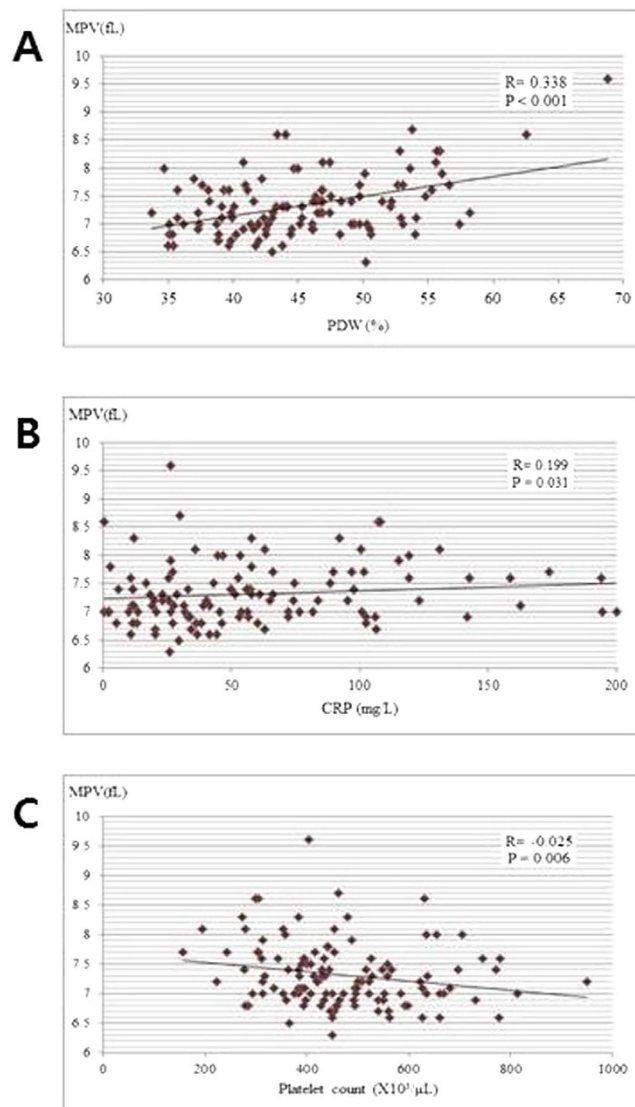 A
MPV(fL)
10
9.5
9
8.5
8
7.5
7
6.5
6
R= 0.338
P < 0.001
30 35 40 45 50 55 60 65 70
PDW (%)
B
MPV(fL)
10
9.5
9
8.5
8
7.5
7
6.5
6
R= 0.199
P = 0.031
0 50 100 150 200
CRP (mg/L)
C
MPV(fL)
10
9.5
9
8.5
8
7.5
7
6.5
6
R= -0.025
P = 0.006
0 200 400 600 800 1000
Platelet count (X10³/μL)